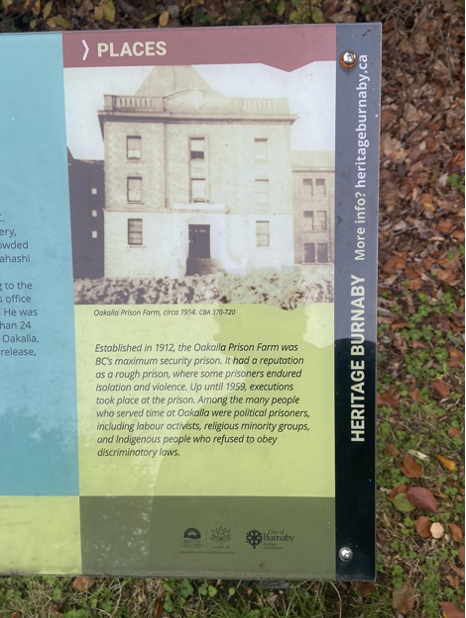 ❯ PLACES
ery,
owded
ahashi
g to the
s office
. He was
han 24
Oakalla,
release,
Oakalla Prison Farm, circa 1914. CBA 370-720
Established in 1912, the Oakalla Prison Farm was
BC's maximum security prison. It had a reputation
as a rough prison, where some prisoners endured
isolation and violence. Up until 1959, executions
took place at the prison. Among the many people
who served time at Oakalla were political prisoners,
including labour activists, religious minority groups,
and Indigenous people who refused to obey
discriminatory laws.
City of
Burnaby
HERITAGE BURNABY More info? heritageburnaby.ca